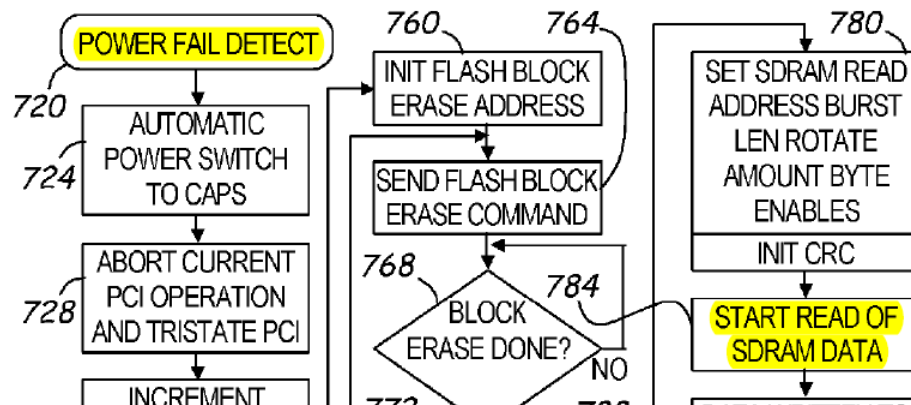 POWER FAIL DETECT
720
AUTOMATIC
POWER SWITCH
TO CAPS
724
ABORT CURRENT
PCI OPERATION
AND TRISTATE PCI
728
INCREMENT
760
INIT FLASH BLOCK
ERASE ADDRESS
764
SEND FLASH BLOCK
ERASE COMMAND
768
BLOCK
ERASE DONE?
NO
772
780
SET SDRAM READ
ADDRESS BURST
LEN ROTATE
AMOUNT BYTE
ENABLES
INIT CRC
784
START READ OF
SDRAM DATA